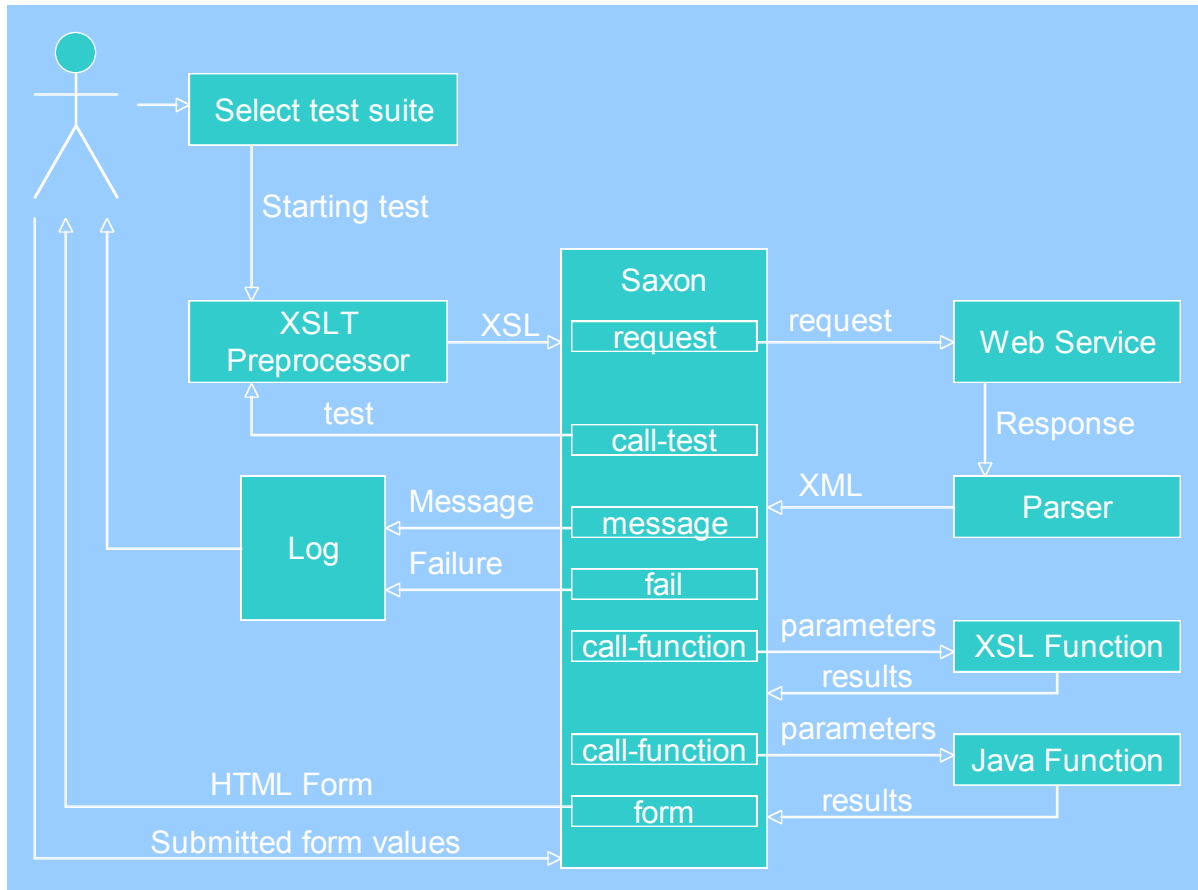 Select test suite
Starting test
Saxon
XSLT
Preprocessor
XSL
request
request
Web Service
test
call-test
Response
Message
message
XML
Parser
Log
Failure
fail
call-function
parameters
XSL Function
results
call-function
parameters
Java Function
HTML Form
form
results
Submitted form values